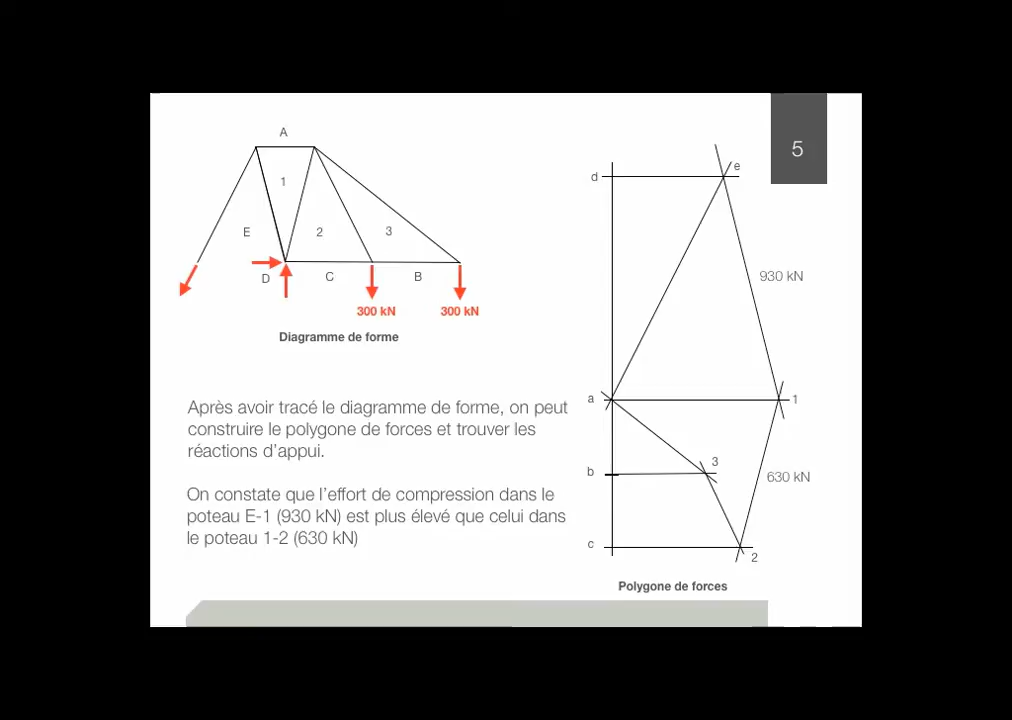 5
A
1
E
2
3
D
C
B
300 kN
300 kN
Diagramme de forme
Après avoir tracé le diagramme de forme, on peut
construire le polygone de forces et trouver les
réactions d’appui.
On constate que l’effort de compression dans le
poteau E-1 (930 kN) est plus élevé que celui dans
le poteau 1-2 (630 kN)
d
e
930 kN
a
1
b
3
630 kN
c
2
Polygone de forces